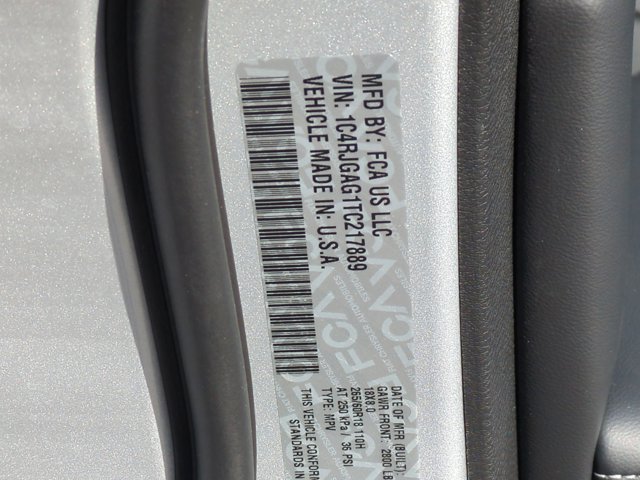 MFD BY: FCA US LLC
VIN: 1C4RJGAG1TC217889
VEHICLE MADE IN: U.S.A.
DATE OF MFR (BUILT):
GAWR FRONT: 2800 LB
18X8.0
265/60R18 110H
AT 250 kPa / 36 PSI
TYPE: MPV
THIS VEHICLE CONFORM
STANDARDS IN